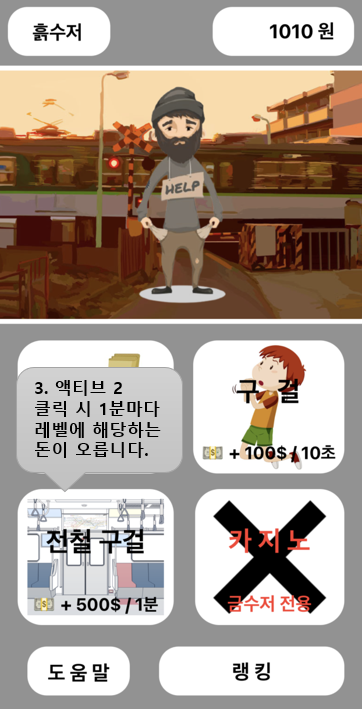 흙수저
1010 원
HELP
3. 액티브 2
클릭 시 1분마다
레벨에 해당하는
돈이 오릅니다.
구 걸
+ 100$ / 10초
전철 구걸
+ 500$ / 1분
카 지 노
금수저 전용
도 움 말
랭 킹